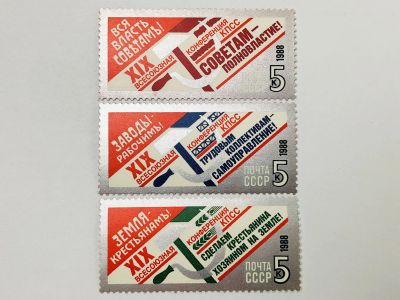 ВСЯ
ВЛАСТЬ
СОВЕТАМ!
XIX
ВСЕСОЮЗНАЯ
КОНФЕРЕНЦИЯ
КПСС
СОВЕТАМ—
ПОЛНОВЛАСТИЕ!
ПОЧТА
СССР
5
К
1988
ЗАВОДЫ—
РАБОЧИМ!
XIX
ВСЕСОЮЗНАЯ
КОНФЕРЕНЦИЯ
КПСС
ТРУДОВЫМ
КОЛЛЕКТИВАМ—
САМОУПРАВЛЕНИЕ!
ПОЧТА
СССР
5
К
1988
ЗЕМЛЯ—
КРЕСТЬЯНАМ!
XIX
ВСЕСОЮЗНАЯ
КОНФЕРЕНЦИЯ
КПСС
СДЕЛАЕМ КРЕСТЬЯНИНА
ХОЗЯИНОМ НА ЗЕМЛЕ!
ПОЧТА
СССР
5
К
1988